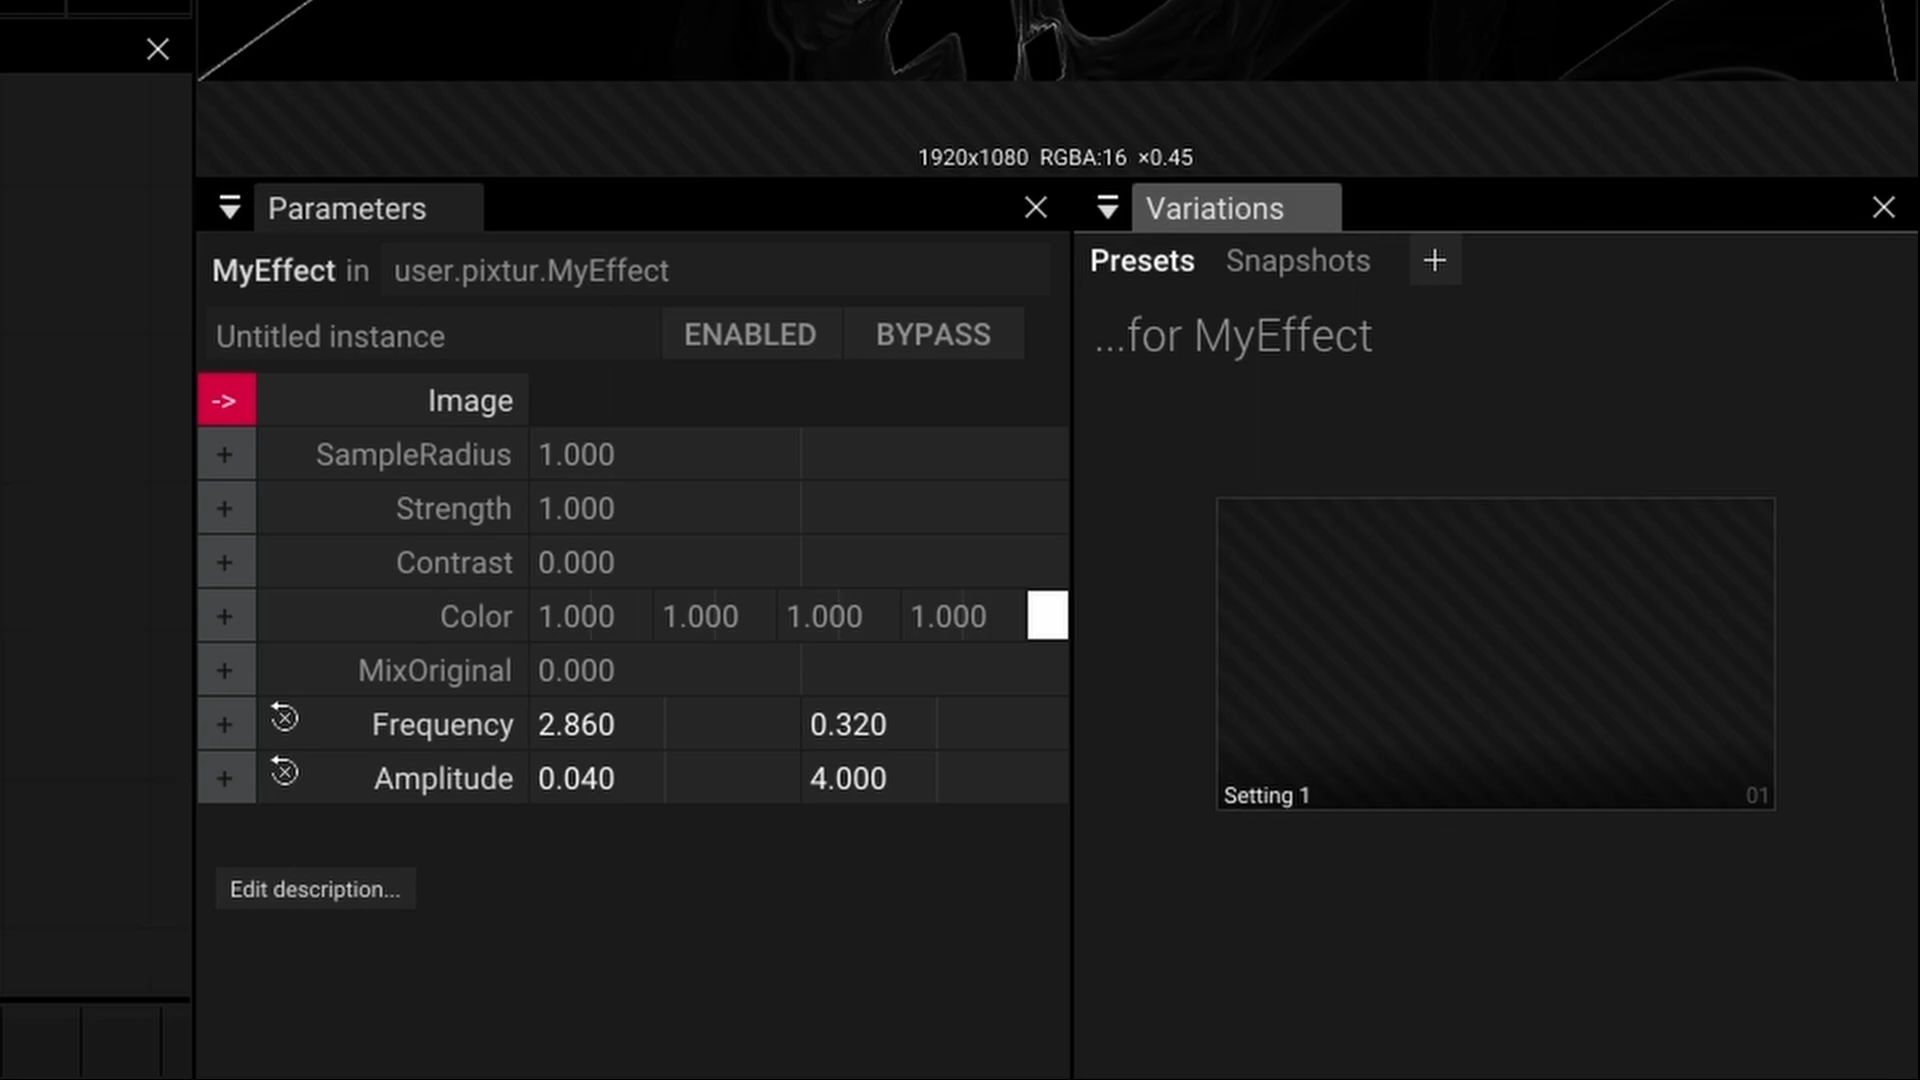 1920x1080 RGBA:16 ×0.45
Parameters
MyEffect in user.pixtur.MyEffect
Untitled instance ENABLED BYPASS
-> Image
+ SampleRadius 1.000
+ Strength 1.000
+ Contrast 0.000
+ Color 1.000 1.000 1.000 1.000
+ MixOriginal 0.000
+ Frequency 2.860 0.320
+ Amplitude 0.040 4.000
Edit description...
Variations
Presets Snapshots +
...for MyEffect
Setting 1 01